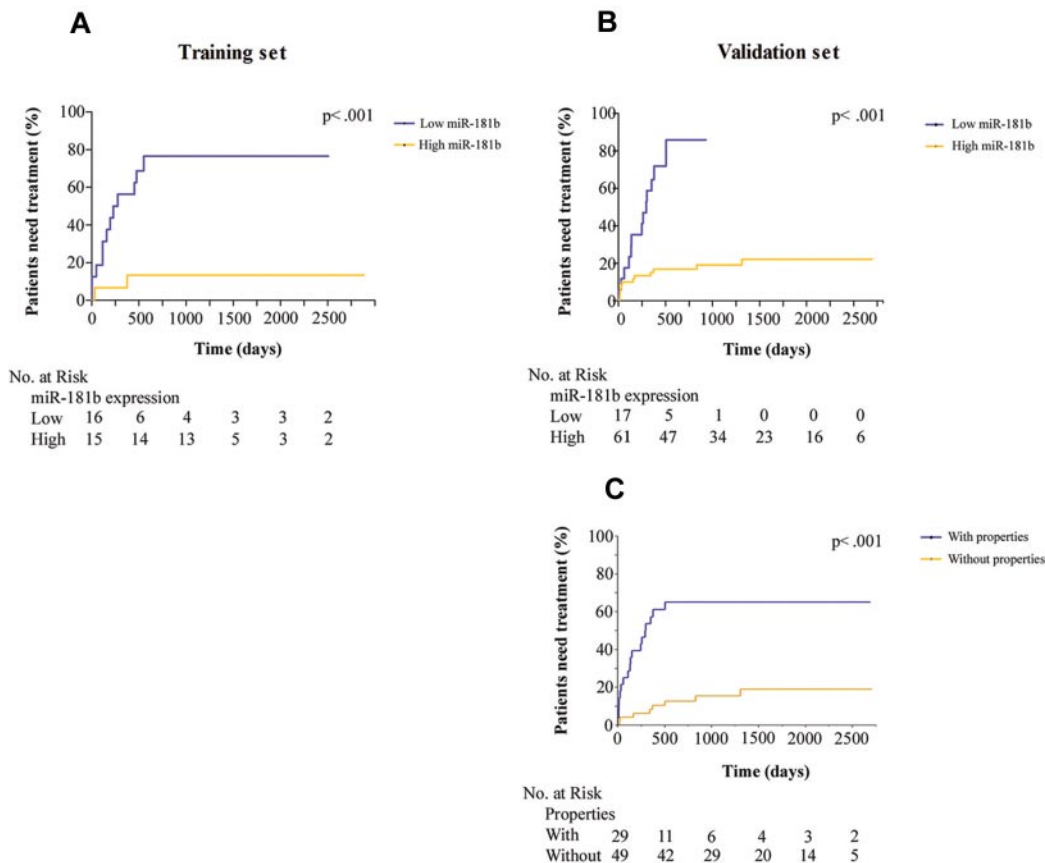 A
Training set
p< .001
Low miR-181b
High miR-181b
Patients need treatment (%)
100
80
60
40
20
0
0 500 1000 1500 2000 2500
Time (days)
No. at Risk
miR-181b expression
Low 16 6 4 3 3 2
High 15 14 13 5 3 2
B
Validation set
p< .001
Low miR-181b
High miR-181b
Patients need treatment (%)
100
80
60
40
20
0
0 500 1000 1500 2000 2500
Time (days)
No. at Risk
miR-181b expression
Low 17 5 1 0 0 0
High 61 47 34 23 16 6
C
p< .001
With properties
Without properties
Patients need treatment (%)
100
80
60
40
20
0
0 500 1000 1500 2000 2500
Time (days)
No. at Risk
Properties
With 29 11 6 4 3 2
Without 49 42 29 20 14 5